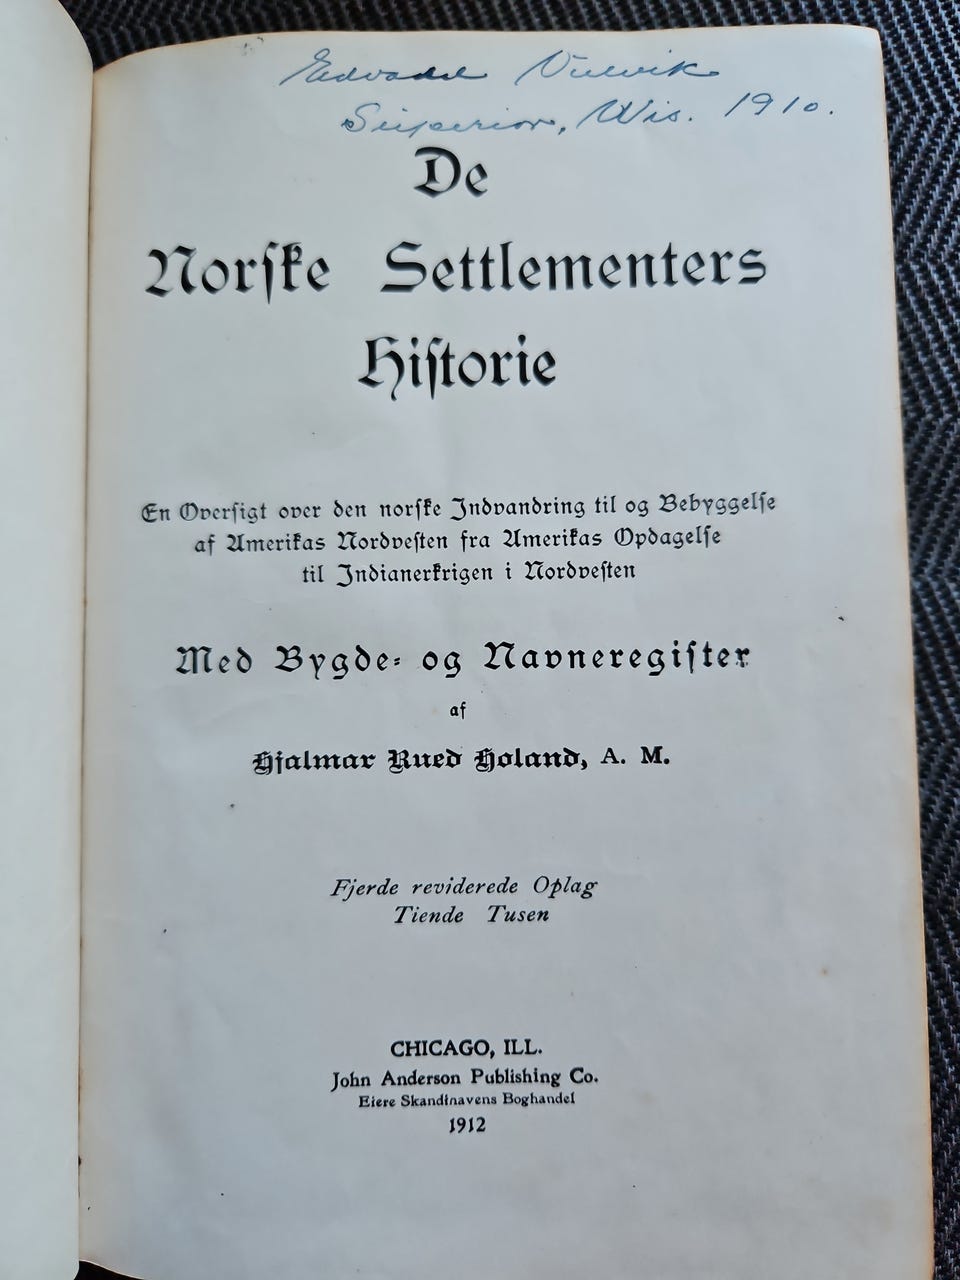 Superior, Wis. 1910.
De
Norske Settlementers
Historie
En Oversigt over den norske Indvandring til og Bebyggelse
af Amerikas Nordvesten fra Amerikas Opdagelse
til Indianerkrigen i Nordvesten
Med Bygde- og Navneregister
af
Hjalmar Rued Holand, A. M.
Fjerde reviderede Oplag
Tiende Tusen
CHICAGO, ILL.
John Anderson Publishing Co.
Eiere Skandinavens Boghandel
1912